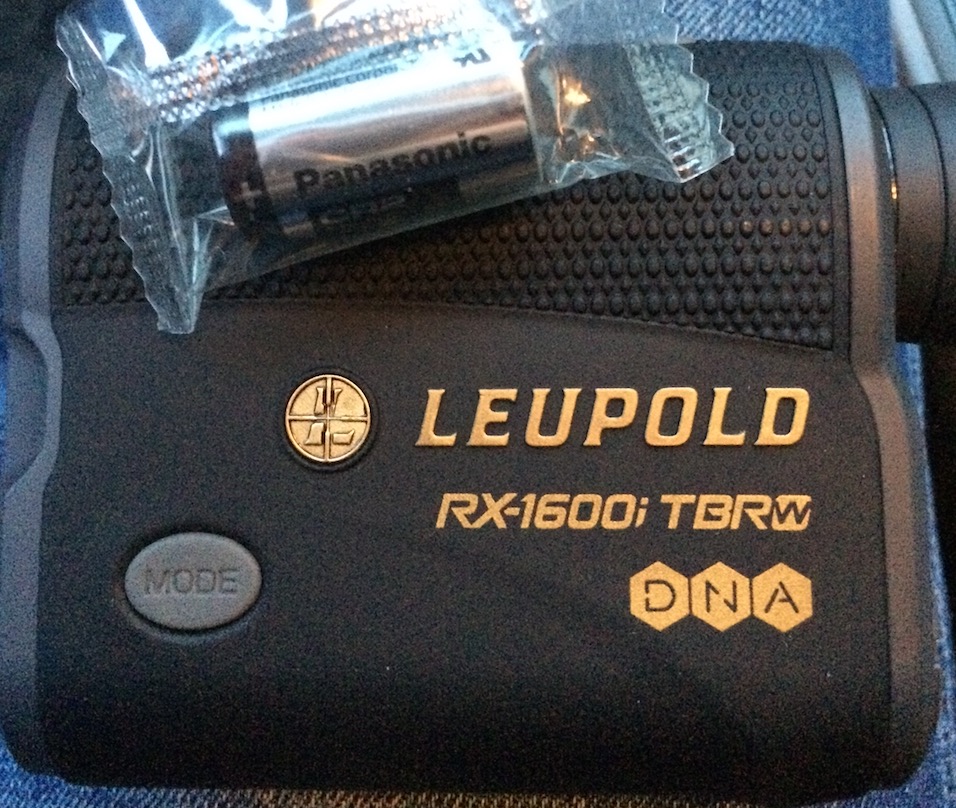 Panasonic
LEUPOLD
RX-1600i TBRW
MODE
DNA